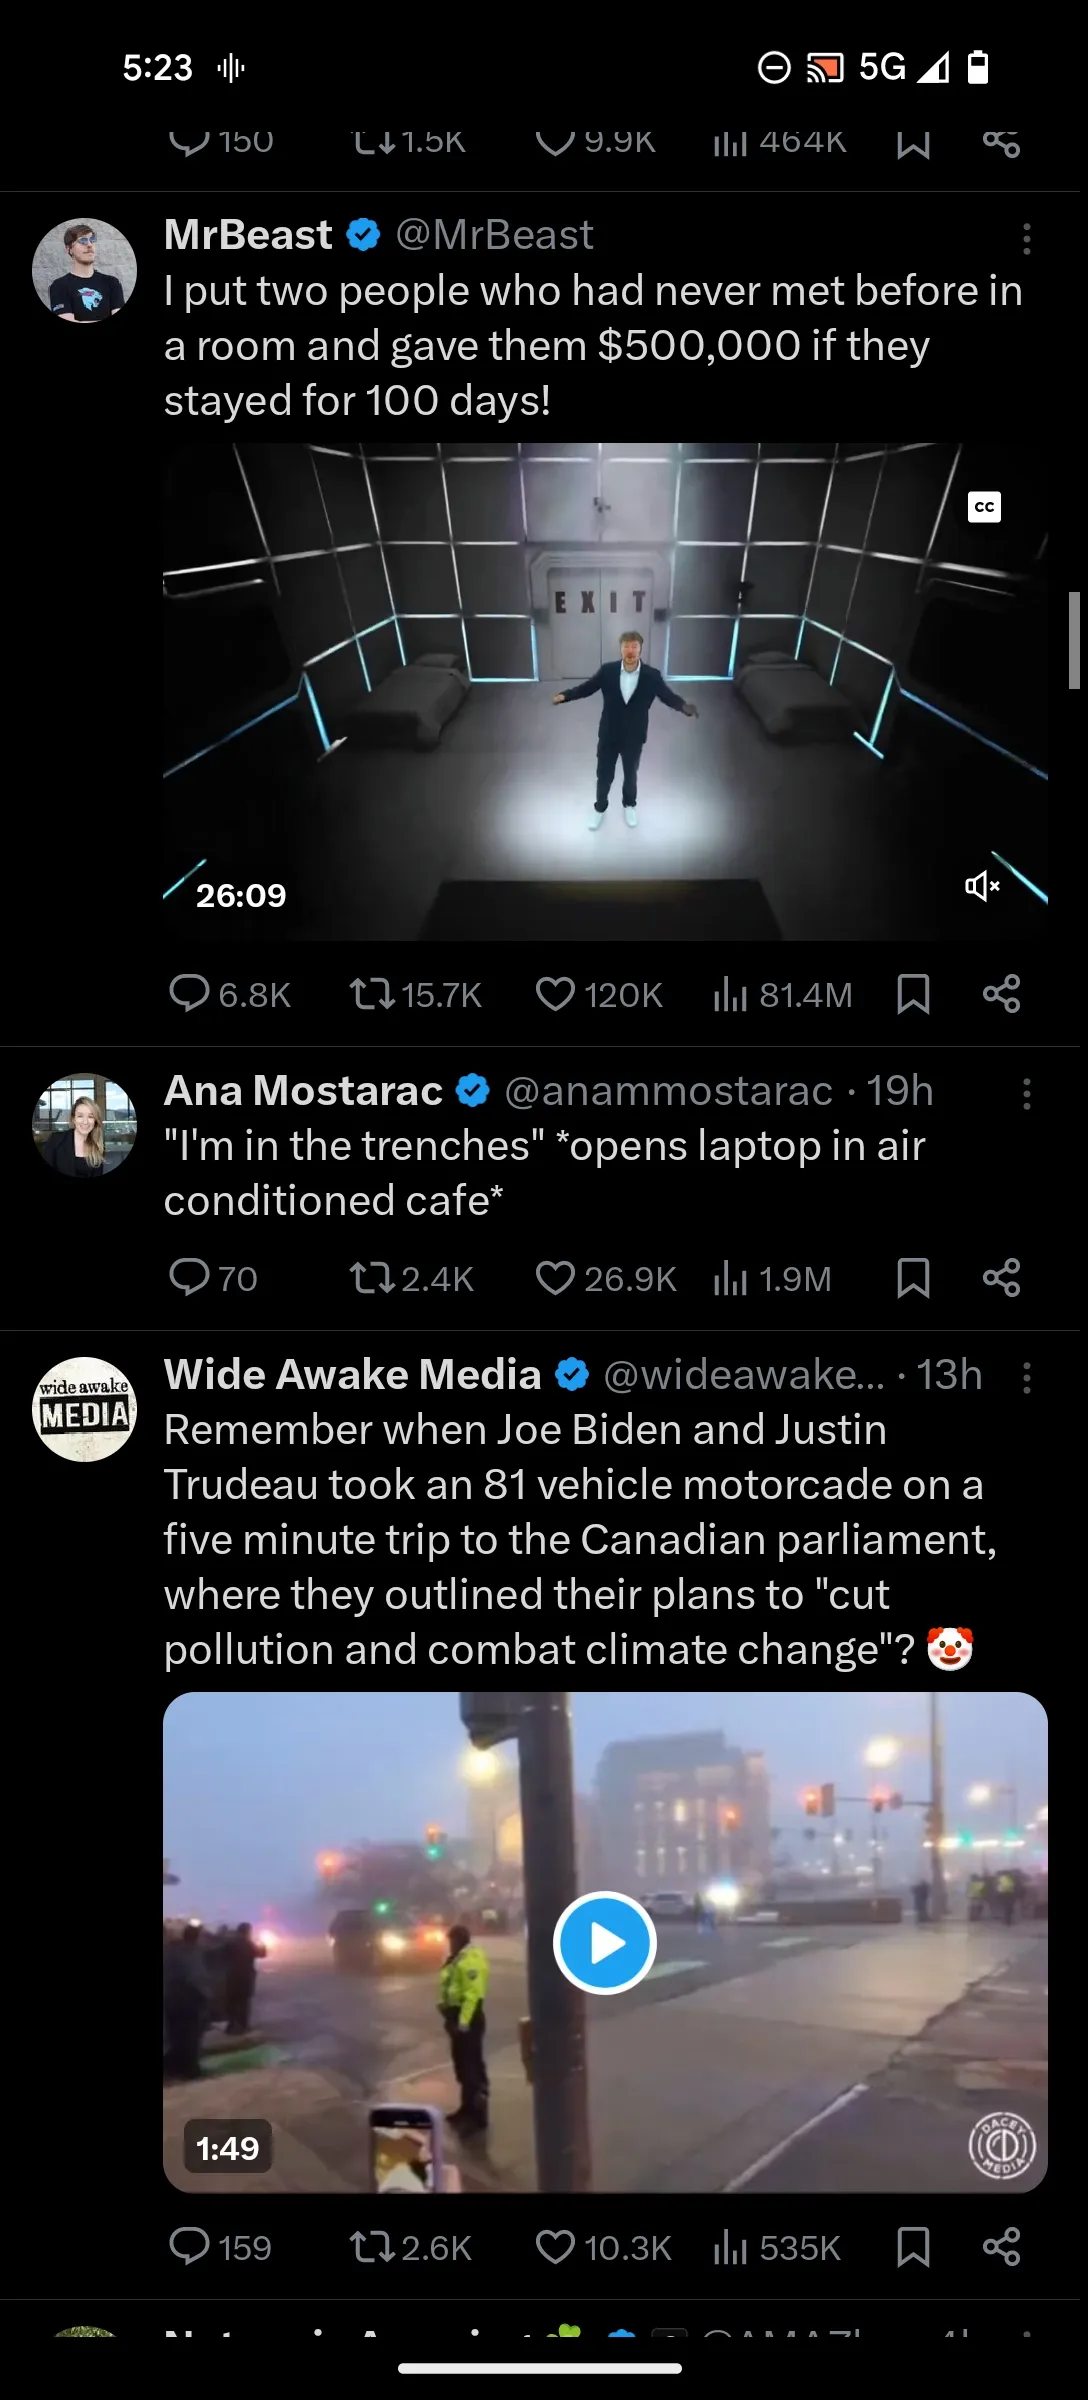 5:23 5G
150 1.5K 9.9K 464K
MrBeast @MrBeast
I put two people who had never met before in
a room and gave them $500,000 if they
stayed for 100 days!
CC
EXIT
26:09
6.8K 15.7K 120K 81.4M
Ana Mostarac @anammostarac · 19h
"I'm in the trenches" *opens laptop in air
conditioned cafe*
70 2.4K 26.9K 1.9M
wide awake
MEDIA
Wide Awake Media @wideawake... · 13h
Remember when Joe Biden and Justin
Trudeau took an 81 vehicle motorcade on a
five minute trip to the Canadian parliament,
where they outlined their plans to "cut
pollution and combat climate change"? 🤡
1:49
DACEY
MEDIA
159 2.6K 10.3K 535K